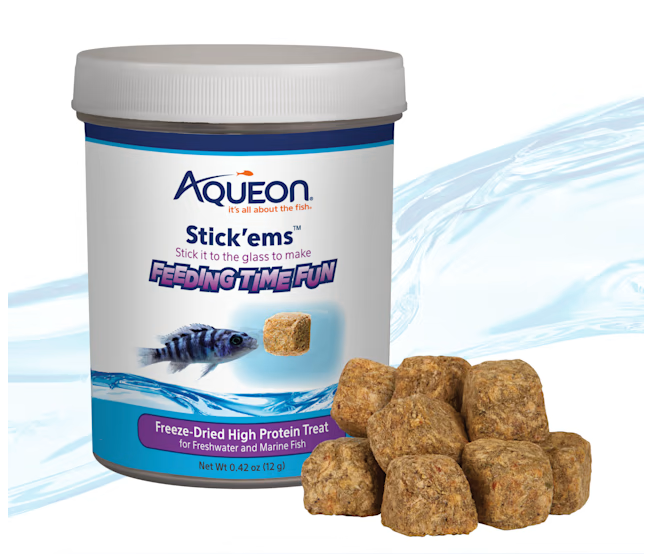 AQUEON®
it's all about the fish®
Stick'ems™
Stick it to the glass to make
FEEDING TIME FUN
Freeze-Dried High Protein Treat
for Freshwater and Marine Fish
Net Wt 0.42 oz (12 g)